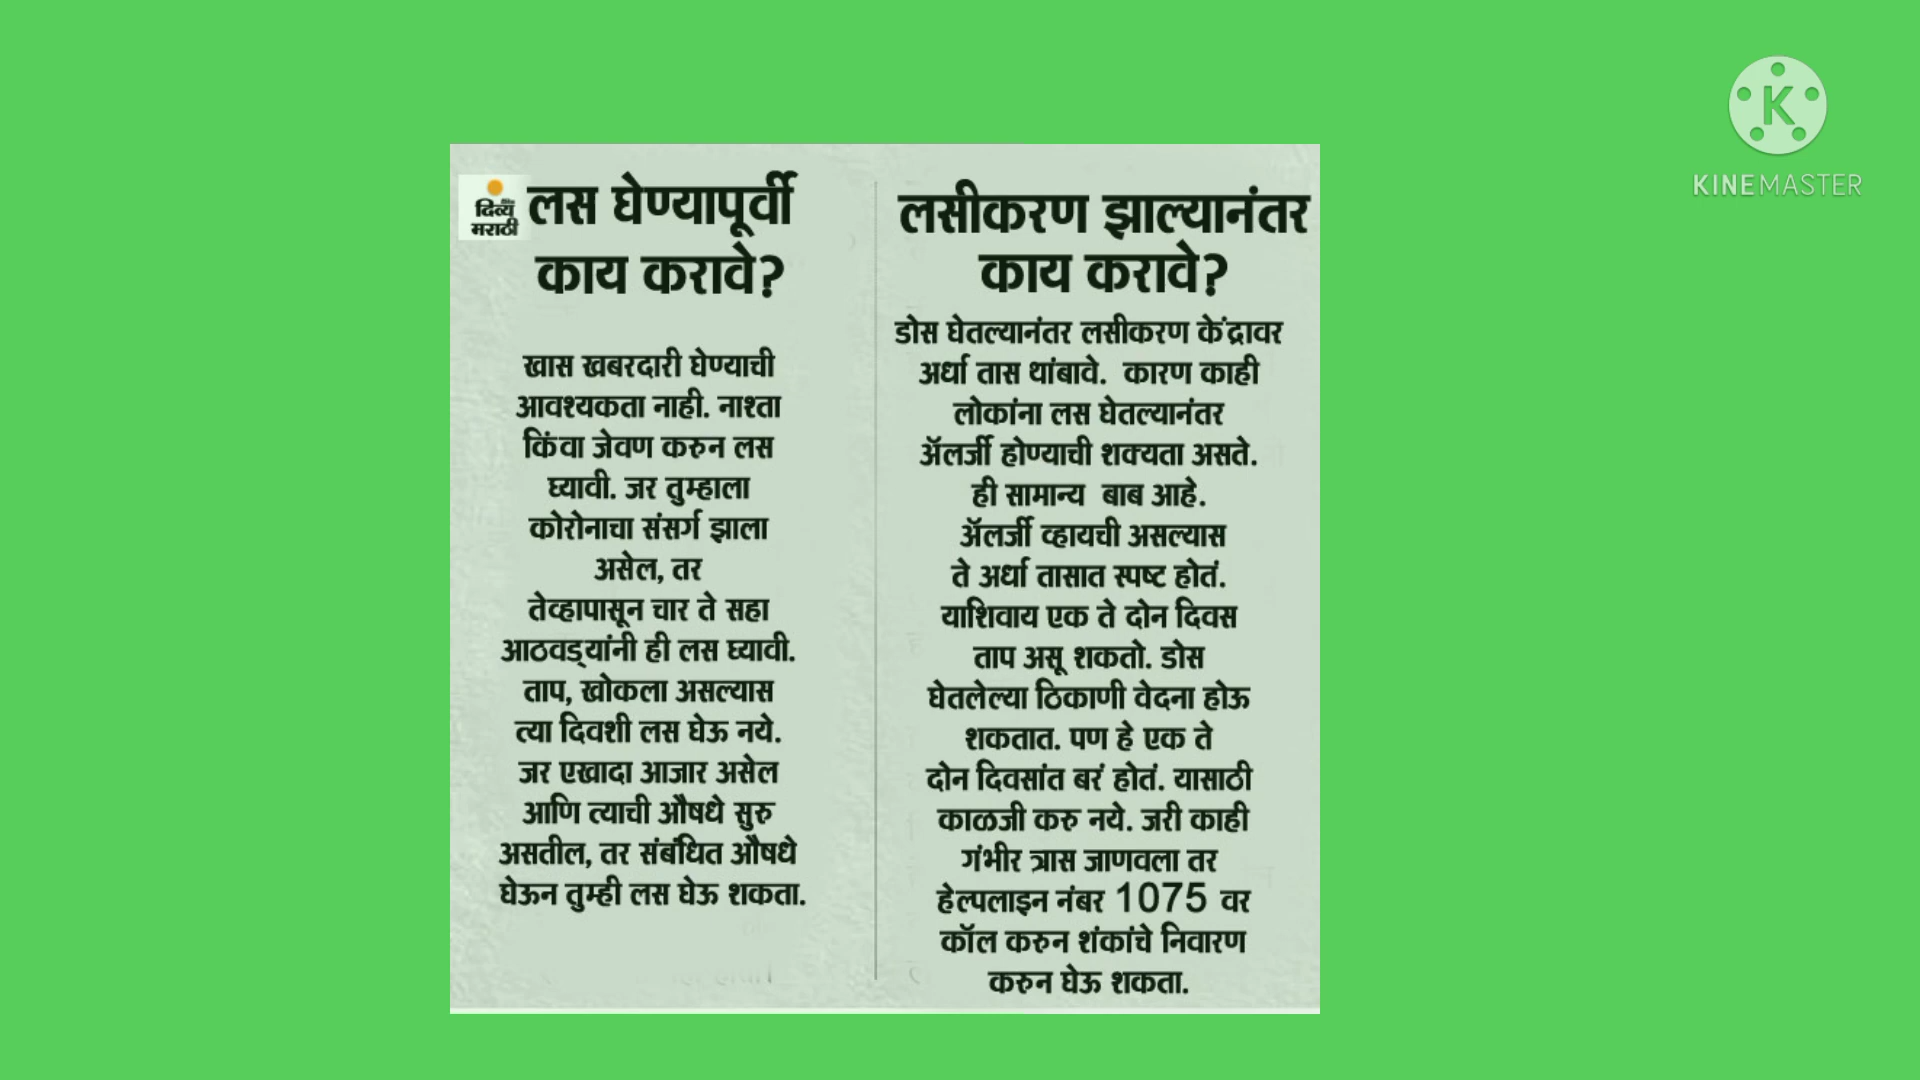 दिव्य
मराठी
लस घेण्यापूर्वी
काय करावे?
खास खबरदारी घेण्याची
आवश्यकता नाही. नाश्ता
किंवा जेवण करुन लस
घ्यावी. जर तुम्हाला
कोरोनाचा संसर्ग झाला
असेल, तर
तेव्हापासून चार ते सहा
आठवड्यांनी ही लस घ्यावी.
ताप, खोकला असल्यास
त्या दिवशी लस घेऊ नये.
जर एखादा आजार असेल
आणि त्याची औषधे सुरु
असतील, तर संबंधित औषधे
घेऊन तुम्ही लस घेऊ शकता.
लसीकरण झाल्यानंतर
काय करावे?
डोस घेतल्यानंतर लसीकरण केंद्रावर
अर्धा तास थांबावे. कारण काही
लोकांना लस घेतल्यानंतर
ॲलर्जी होण्याची शक्यता असते.
ही सामान्य बाब आहे.
ॲलर्जी व्हायची असल्यास
ते अर्धा तासात स्पष्ट होतं.
याशिवाय एक ते दोन दिवस
ताप असू शकतो. डोस
घेतलेल्या ठिकाणी वेदना होऊ
शकतात. पण हे एक ते
दोन दिवसांत बरं होतं. यासाठी
काळजी करु नये. जरी काही
गंभीर त्रास जाणवला तर
हेल्पलाइन नंबर 1075 वर
कॉल करुन शंकांचे निवारण
करुन घेऊ शकता.
K
KINEMASTER